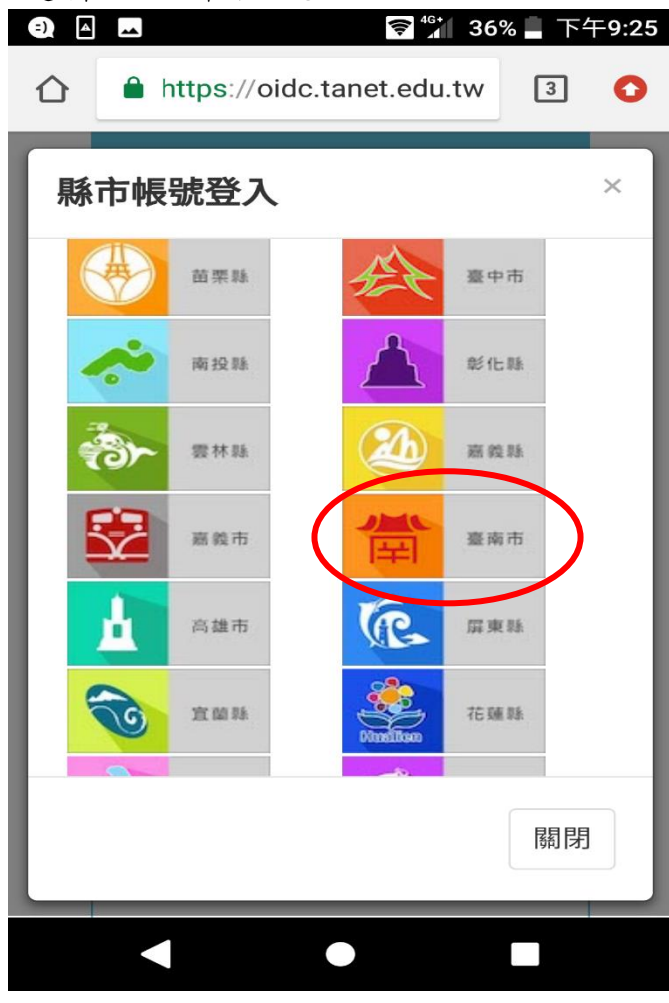 4G+ 36% 下午9:25
https://oidc.tanet.edu.tw 3
縣市帳號登入 ×
苗栗縣 臺中市
南投縣 彰化縣
雲林縣 嘉義縣
嘉義市 臺南市
高雄市 屏東縣
宜蘭縣 花蓮縣
Hualien
關閉